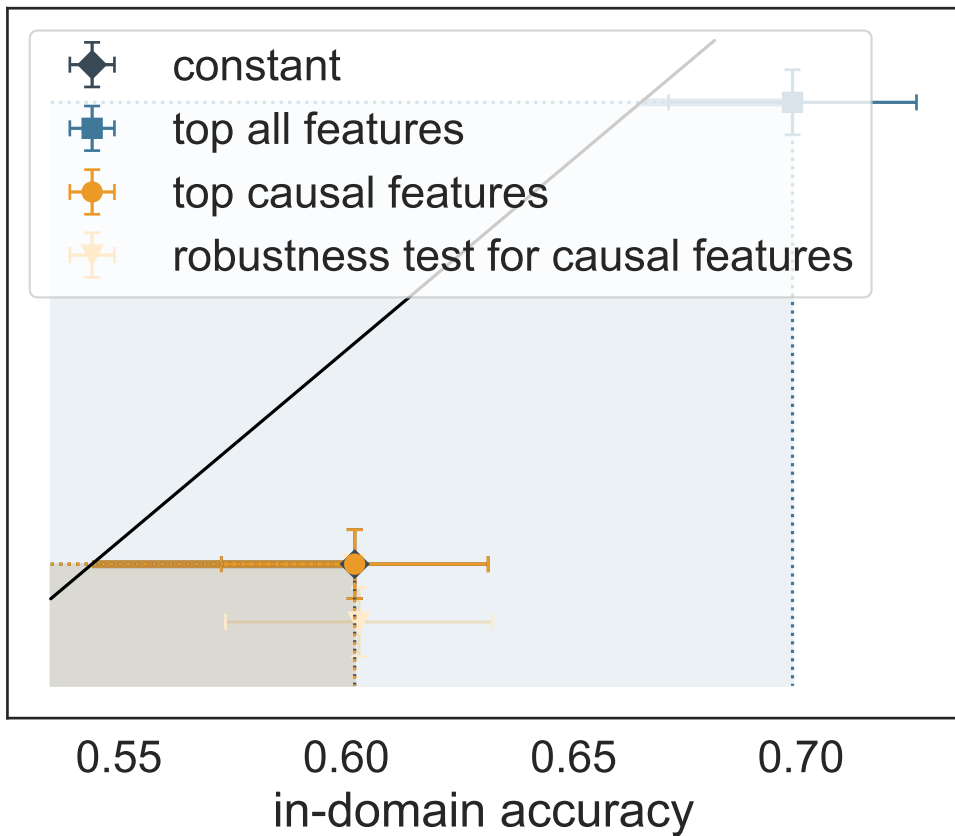 constant
top all features
top causal features
robustness test for causal features
0.55 0.60 0.65 0.70
in-domain accuracy